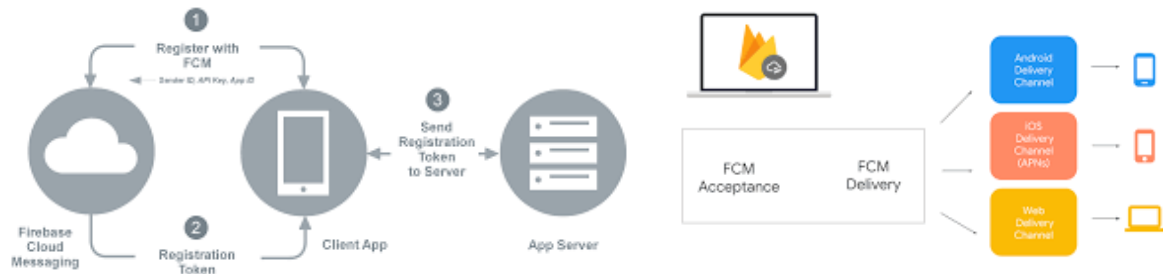 1
Register with
FCM
Sender ID, API Key, App ID
3
Send
Registration
Token
to Server
Firebase
Cloud
Messaging
2
Registration
Token
Client App
App Server
FCM
Acceptance
FCM
Delivery
Android
Delivery
Channel
iOS
Delivery
Channel
(APNs)
Web
Delivery
Channel